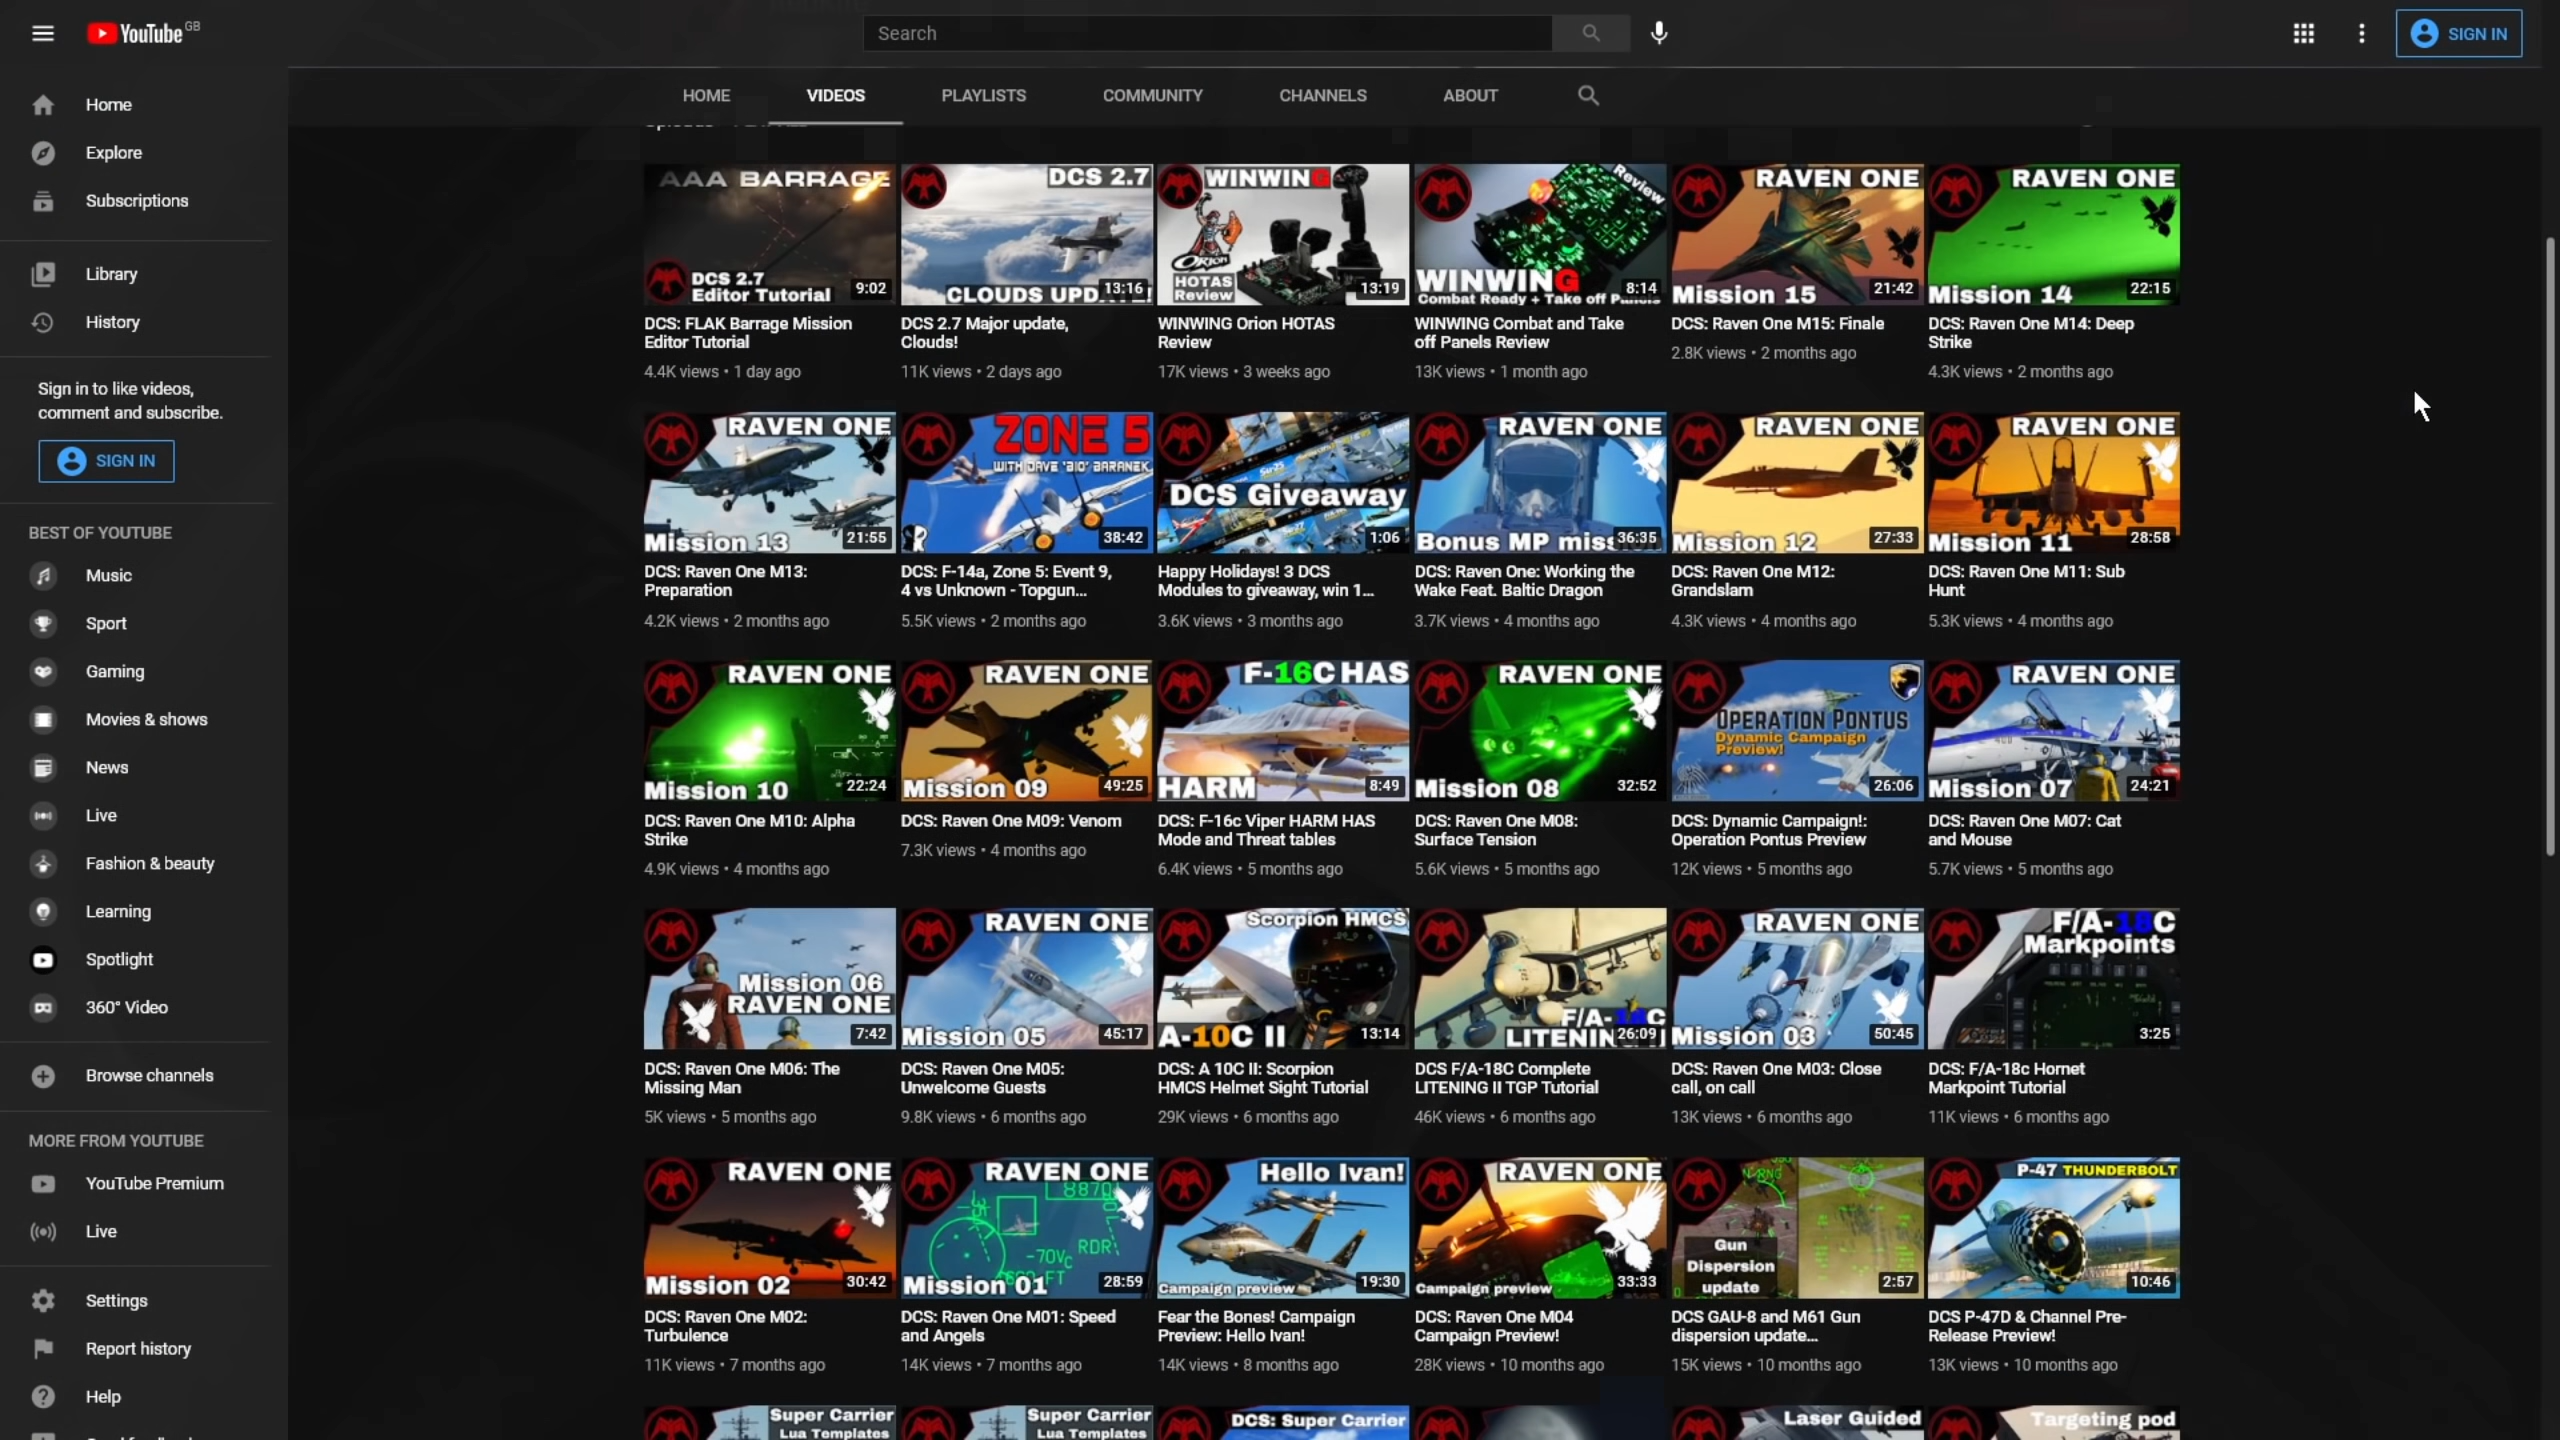 YouTube GB
Search
SIGN IN
HOME
VIDEOS
PLAYLISTS
COMMUNITY
CHANNELS
ABOUT
Home
Explore
Subscriptions
Library
History
Sign in to like videos,
comment and subscribe.
SIGN IN
BEST OF YOUTUBE
Music
Sport
Gaming
Movies & shows
News
Live
Fashion & beauty
Learning
Spotlight
360° Video
Browse channels
MORE FROM YOUTUBE
YouTube Premium
Live
Settings
Report history
Help
AAA BARRAGE
DCS 2.7
Editor Tutorial
9:02
DCS: FLAK Barrage Mission
Editor Tutorial
4.4K views • 1 day ago
DCS 2.7
CLOUDS
13:16
DCS 2.7 Major update,
Clouds!
11K views • 2 days ago
WINWING
ORION
HOTAS
Review
13:19
WINWING Orion HOTAS
Review
17K views • 3 weeks ago
Review
WINWING
Combat Ready + Take off Panels
8:14
WINWING Combat and Take
off Panels Review
13K views • 1 month ago
RAVEN ONE
Mission 15
21:42
DCS: Raven One M15: Finale
2.8K views • 2 months ago
RAVEN ONE
Mission 14
22:15
DCS: Raven One M14: Deep
Strike
4.3K views • 2 months ago
RAVEN ONE
Mission 13
21:55
DCS: Raven One M13:
Preparation
4.2K views • 2 months ago
ZONE 5
WITH DAVE 'BIO' BARANEK
38:42
DCS: F-14a, Zone 5: Event 9,
4 vs Unknown - Topgun...
5.5K views • 2 months ago
DCS Giveaway
1:06
Happy Holidays! 3 DCS
Modules to giveaway, win 1...
3.6K views • 3 months ago
RAVEN ONE
Bonus MP
36:35
DCS: Raven One: Working the
Wake Feat. Baltic Dragon
3.7K views • 4 months ago
RAVEN ONE
Mission 12
27:33
DCS: Raven One M12:
Grandslam
4.3K views • 4 months ago
RAVEN ONE
Mission 11
28:58
DCS: Raven One M11: Sub
Hunt
5.3K views • 4 months ago
RAVEN ONE
Mission 10
22:24
DCS: Raven One M10: Alpha
Strike
4.9K views • 4 months ago
RAVEN ONE
Mission 09
49:25
DCS: Raven One M09: Venom
7.3K views • 4 months ago
F-16C HAS
HARM
8:49
DCS: F-16c Viper HARM HAS
Mode and Threat tables
6.4K views • 5 months ago
RAVEN ONE
Mission 08
32:52
DCS: Raven One M08:
Surface Tension
5.6K views • 5 months ago
OPERATION PONTUS
Dynamic Campaign
Preview!
26:06
DCS: Dynamic Campaign!:
Operation Pontus Preview
12K views • 5 months ago
RAVEN ONE
Mission 07
24:21
DCS: Raven One M07: Cat
and Mouse
5.7K views • 5 months ago
Mission 06
RAVEN ONE
7:42
DCS: Raven One M06: The
Missing Man
5K views • 5 months ago
RAVEN ONE
Mission 05
45:17
DCS: Raven One M05:
Unwelcome Guests
9.8K views • 6 months ago
Scorpion HMCS
A-10C II
13:14
DCS: A 10C II: Scorpion
HMCS Helmet Sight Tutorial
29K views • 6 months ago
F/A-18C
26:09
DCS F/A-18C Complete
LITENING II TGP Tutorial
46K views • 6 months ago
RAVEN ONE
Mission 03
50:45
DCS: Raven One M03: Close
call, on call
13K views • 6 months ago
F/A-18C
Markpoints
3:25
DCS: F/A-18c Hornet
Markpoint Tutorial
11K views • 6 months ago
RAVEN ONE
Mission 02
30:42
DCS: Raven One M02:
Turbulence
11K views • 7 months ago
RAVEN ONE
8870
-70Vc
RDR
Mission 01
28:59
DCS: Raven One M01: Speed
and Angels
14K views • 7 months ago
Hello Ivan!
Campaign preview
19:30
Fear the Bones! Campaign
Preview: Hello Ivan!
14K views • 8 months ago
RAVEN ONE
Campaign preview
33:33
DCS: Raven One M04
Campaign Preview!
28K views • 10 months ago
Gun
Dispersion
update
2:57
DCS GAU-8 and M61 Gun
dispersion update...
15K views • 10 months ago
P-47 THUNDERBOLT
10:46
DCS P-47D & Channel Pre-
Release Preview!
13K views • 10 months ago
Super Carrier
Lua Templates
Super Carrier
Lua Templates
DCS: Super Carrier
Laser Guided
Targeting pod